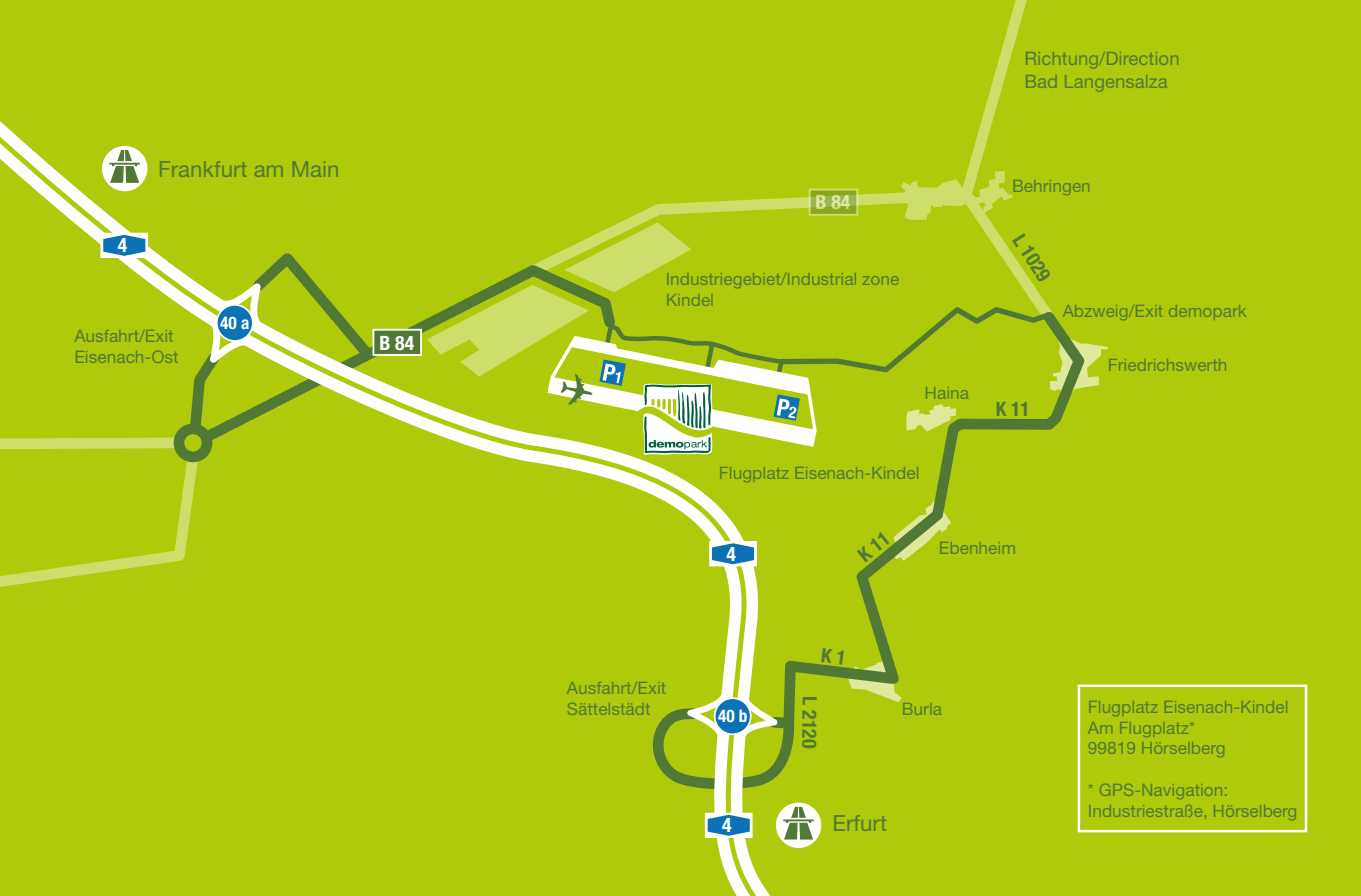 Richtung/Direction
Bad Langensalza
Frankfurt am Main
Behringen
B 84
4
L 1029
Industriegebiet/Industrial zone
Kindel
Abzweig/Exit demopark
40 a
Ausfahrt/Exit
Eisenach-Ost
B 84
Friedrichswerth
P1
Haina
K 11
P2
demopark
Flugplatz Eisenach-Kindel
K 11
Ebenheim
4
K 1
Ausfahrt/Exit
Sättelstädt
40 b
L 2120
Burla
Flugplatz Eisenach-Kindel
Am Flugplatz*
99819 Hörselberg
* GPS-Navigation:
Industriestraße, Hörselberg
4
Erfurt